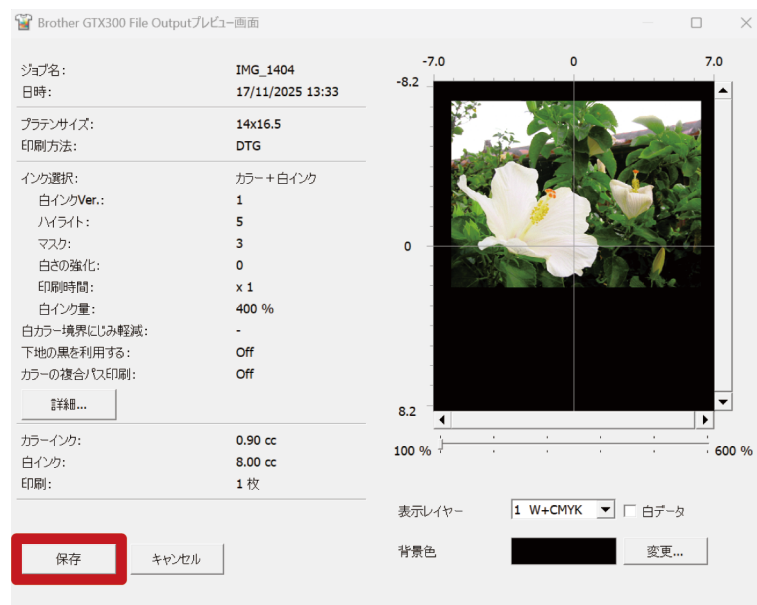 Brother GTX300 File Outputプレビュー画面
ジョブ名: IMG_1404
日時: 17/11/2025 13:33
プラテンサイズ: 14x16.5
印刷方法: DTG
インク選択: カラー+白インク
白インクVer.: 1
ハイライト: 5
マスク: 3
白さの強化: 0
印刷時間: x 1
白インク量: 400 %
白カラー境界にじみ軽減: -
下地の黒を利用する: Off
カラーの複合パス印刷: Off
詳細...
カラーインク: 0.90 cc
白インク: 8.00 cc
印刷: 1 枚
保存 キャンセル
-7.0 0 7.0
-8.2
0
8.2
100 % 600 %
表示レイヤー 1 W+CMYK 白データ
背景色 変更...